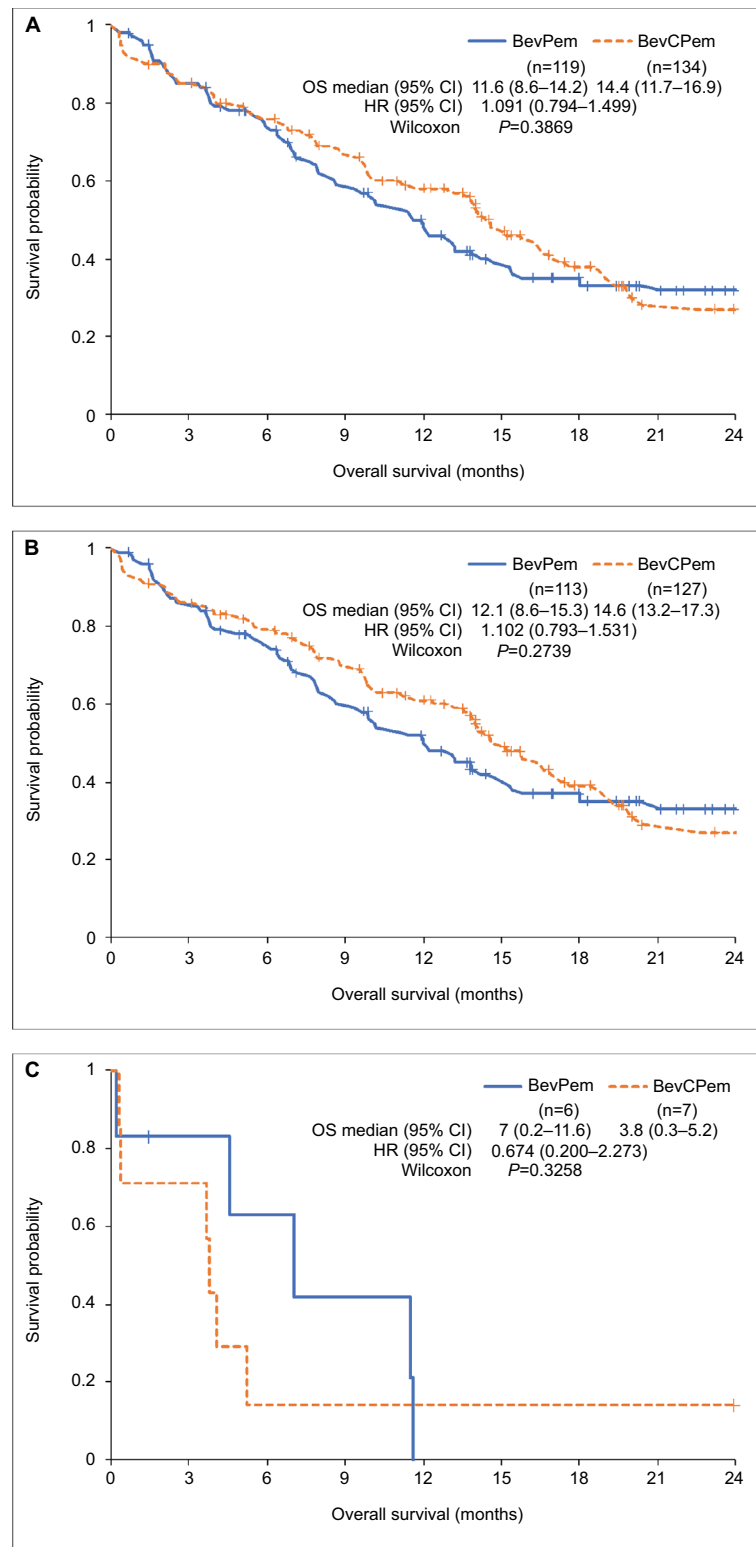 A
BevPem BevCPem
(n=119) (n=134)
OS median (95% CI) 11.6 (8.6–14.2) 14.4 (11.7–16.9)
HR (95% CI) 1.091 (0.794–1.499)
Wilcoxon P=0.3869
Survival probability
1
0.8
0.6
0.4
0.2
0
0 3 6 9 12 15 18 21 24
Overall survival (months)
B
BevPem BevCPem
(n=113) (n=127)
OS median (95% CI) 12.1 (8.6–15.3) 14.6 (13.2–17.3)
HR (95% CI) 1.102 (0.793–1.531)
Wilcoxon P=0.2739
Survival probability
1
0.8
0.6
0.4
0.2
0
0 3 6 9 12 15 18 21 24
Overall survival (months)
C
BevPem BevCPem
(n=6) (n=7)
OS median (95% CI) 7 (0.2–11.6) 3.8 (0.3–5.2)
HR (95% CI) 0.674 (0.200–2.273)
Wilcoxon P=0.3258
Survival probability
1
0.8
0.6
0.4
0.2
0
0 3 6 9 12 15 18 21 24
Overall survival (months)